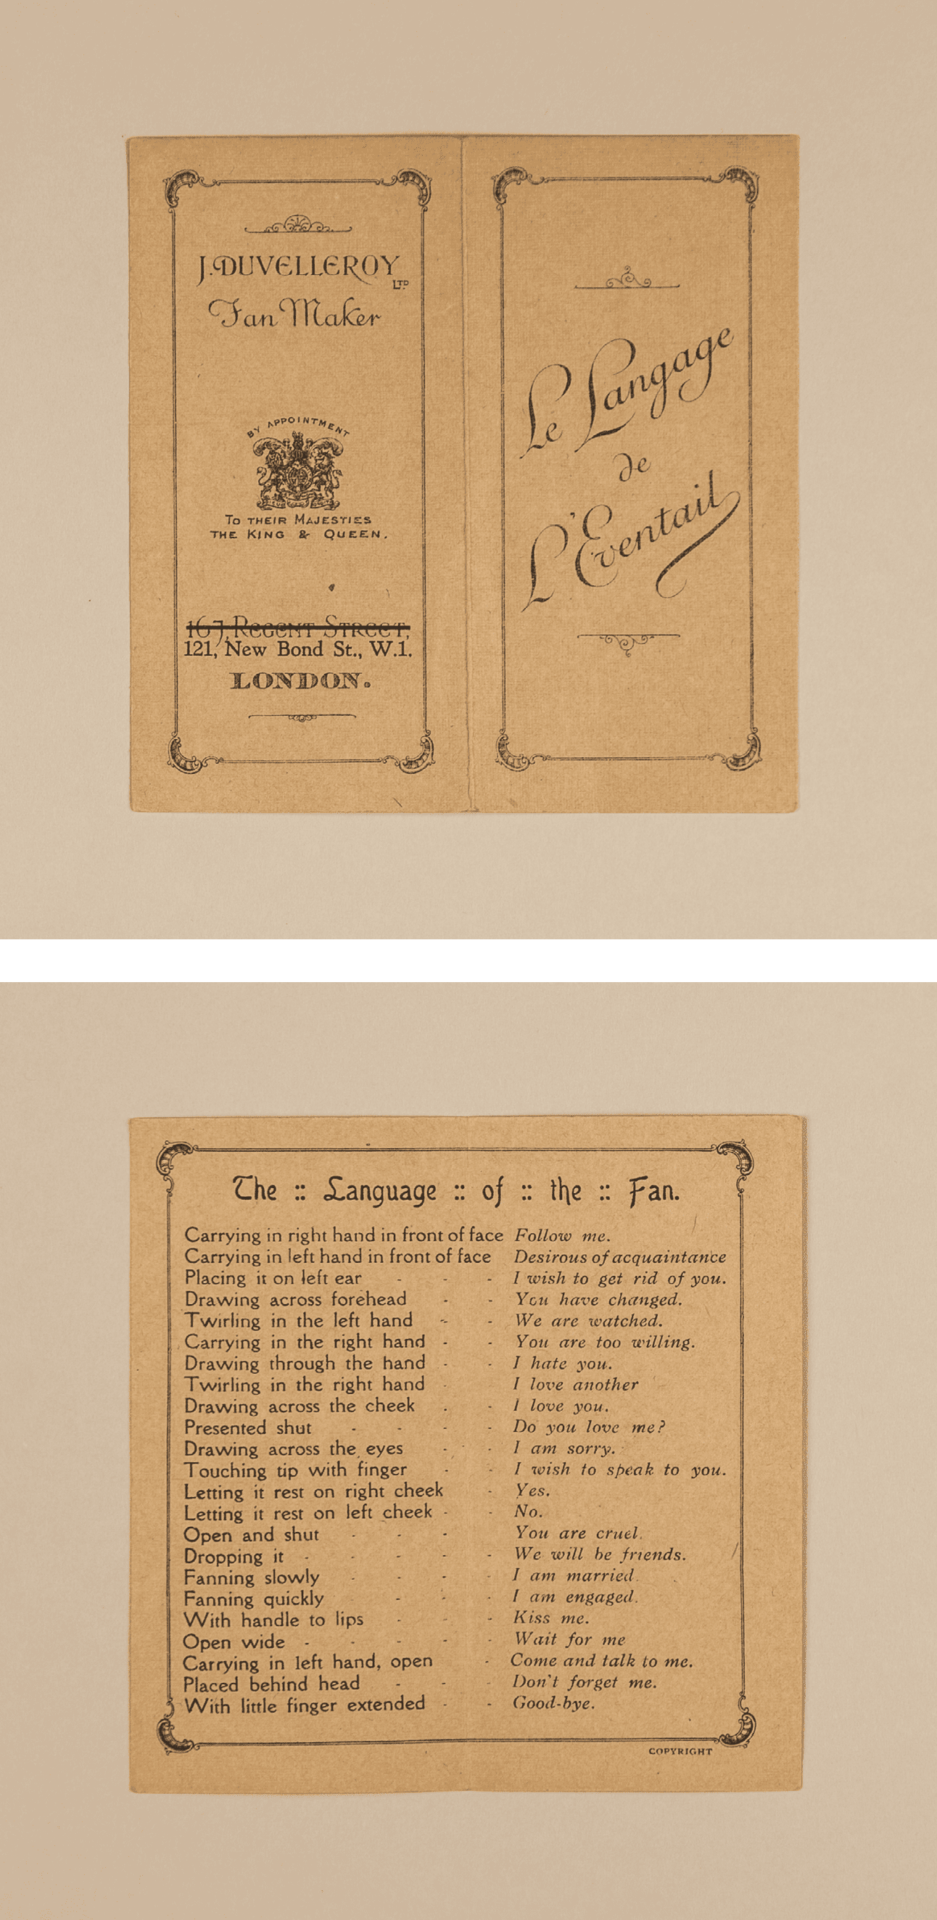 J. DUVELLEROY LTD
Fan Maker
BY APPOINTMENT
TO THEIR MAJESTIES
THE KING & QUEEN.
167, REGENT STREET,
121, New Bond St., W.1.
LONDON.
Le Langage
de
L'Eventail
The :: Language :: of :: the :: Fan.
Carrying in right hand in front of face Follow me.
Carrying in left hand in front of face Desirous of acquaintance
Placing it on left ear - - - I wish to get rid of you.
Drawing across forehead - - You have changed.
Twirling in the left hand - - We are watched.
Carrying in the right hand - - You are too willing.
Drawing through the hand - - I hate you.
Twirling in the right hand - - I love another
Drawing across the cheek - - I love you.
Presented shut - - - - Do you love me?
Drawing across the eyes - - I am sorry.
Touching tip with finger - - I wish to speak to you.
Letting it rest on right cheek - Yes.
Letting it rest on left cheek - - No.
Open and shut - - - You are cruel.
Dropping it - - - - - We will be friends.
Fanning slowly - - - - I am married
Fanning quickly - - - I am engaged.
With handle to lips - - - Kiss me.
Open wide - - - - - Wait for me
Carrying in left hand, open - Come and talk to me.
Placed behind head - - - Don't forget me.
With little finger extended - - Good-bye.
COPYRIGHT